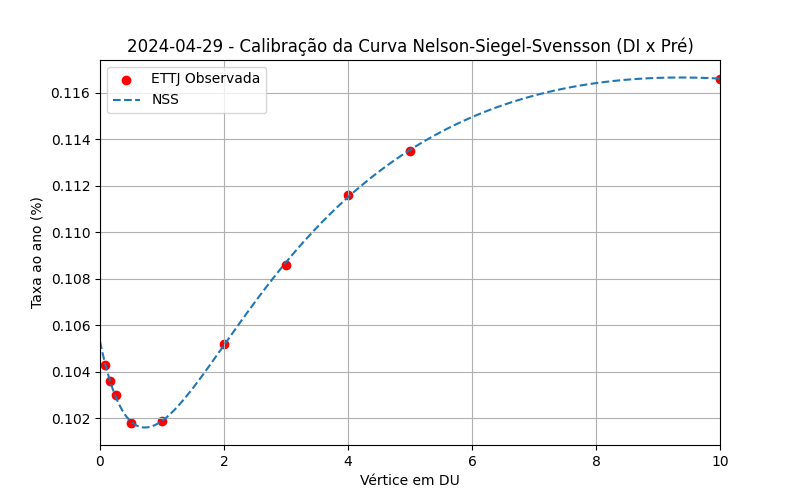 2024-04-29 - Calibração da Curva Nelson-Siegel-Svensson (DI x Pré)
ETTJ Observada
NSS
Taxa ao ano (%)
0.116
0.114
0.112
0.110
0.108
0.106
0.104
0.102
0 2 4 6 8 10
Vértice em DU